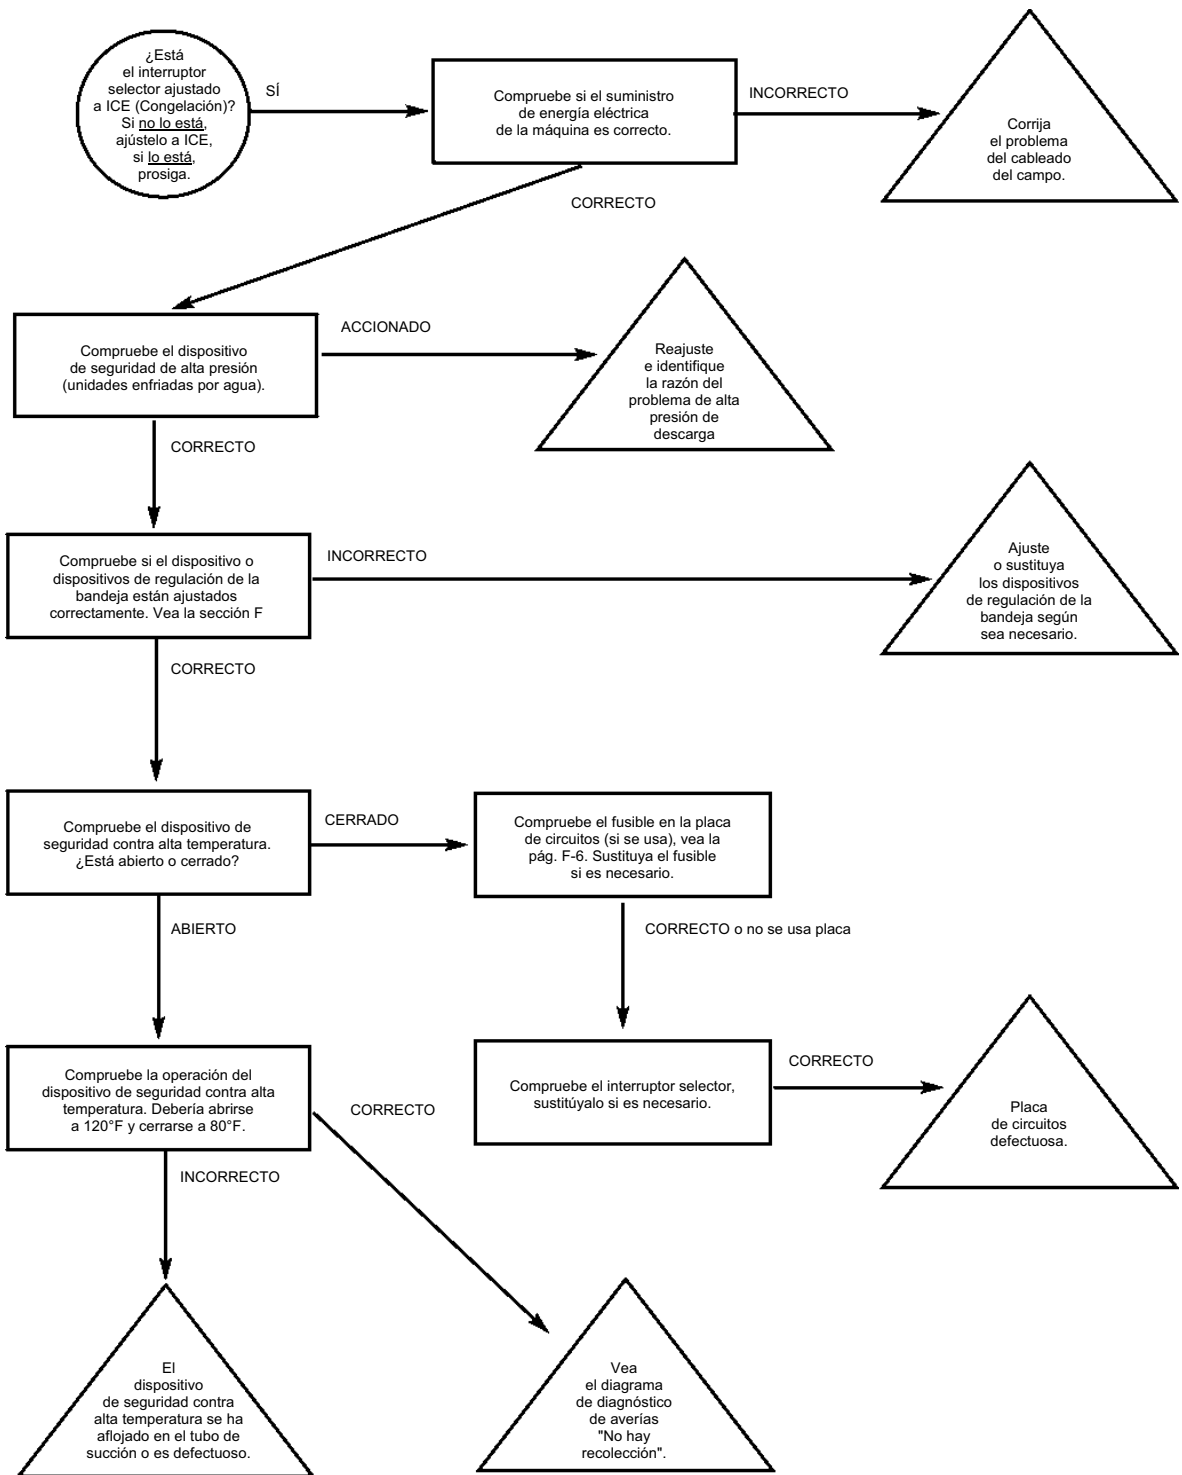 ¿Está
el interruptor
selector ajustado
a ICE (Congelación)?
Si no lo está,
ajústelo a ICE,
si lo está,
prosiga.
SÍ
Compruebe si el suministro
de energía eléctrica
de la máquina es correcto.
INCORRECTO
Corrija
el problema
del cableado
del campo.
CORRECTO
Compruebe el dispositivo
de seguridad de alta presión
(unidades enfriadas por agua).
ACCIONADO
Reajuste
e identifique
la razón del
problema de alta
presión de
descarga
CORRECTO
Compruebe si el dispositivo o
dispositivos de regulación de la
bandeja están ajustados
correctamente. Vea la sección F
INCORRECTO
Ajuste
o sustituya
los dispositivos
de regulación de la
bandeja según
sea necesario.
CORRECTO
Compruebe el dispositivo de
seguridad contra alta temperatura.
¿Está abierto o cerrado?
CERRADO
Compruebe el fusible en la placa
de circuitos (si se usa), vea la
pág. F-6. Sustituya el fusible
si es necesario.
ABIERTO
CORRECTO o no se usa placa
Compruebe la operación del
dispositivo de seguridad contra alta
temperatura. Debería abrirse
a 120°F y cerrarse a 80°F.
CORRECTO
Compruebe el interruptor selector,
sustitúyalo si es necesario.
CORRECTO
Placa
de circuitos
defectuosa.
INCORRECTO
El
dispositivo
de seguridad contra
alta temperatura se ha
aflojado en el tubo de
succión o es defectuoso.
Vea
el diagrama
de diagnóstico
de averías
"No hay
recolección".